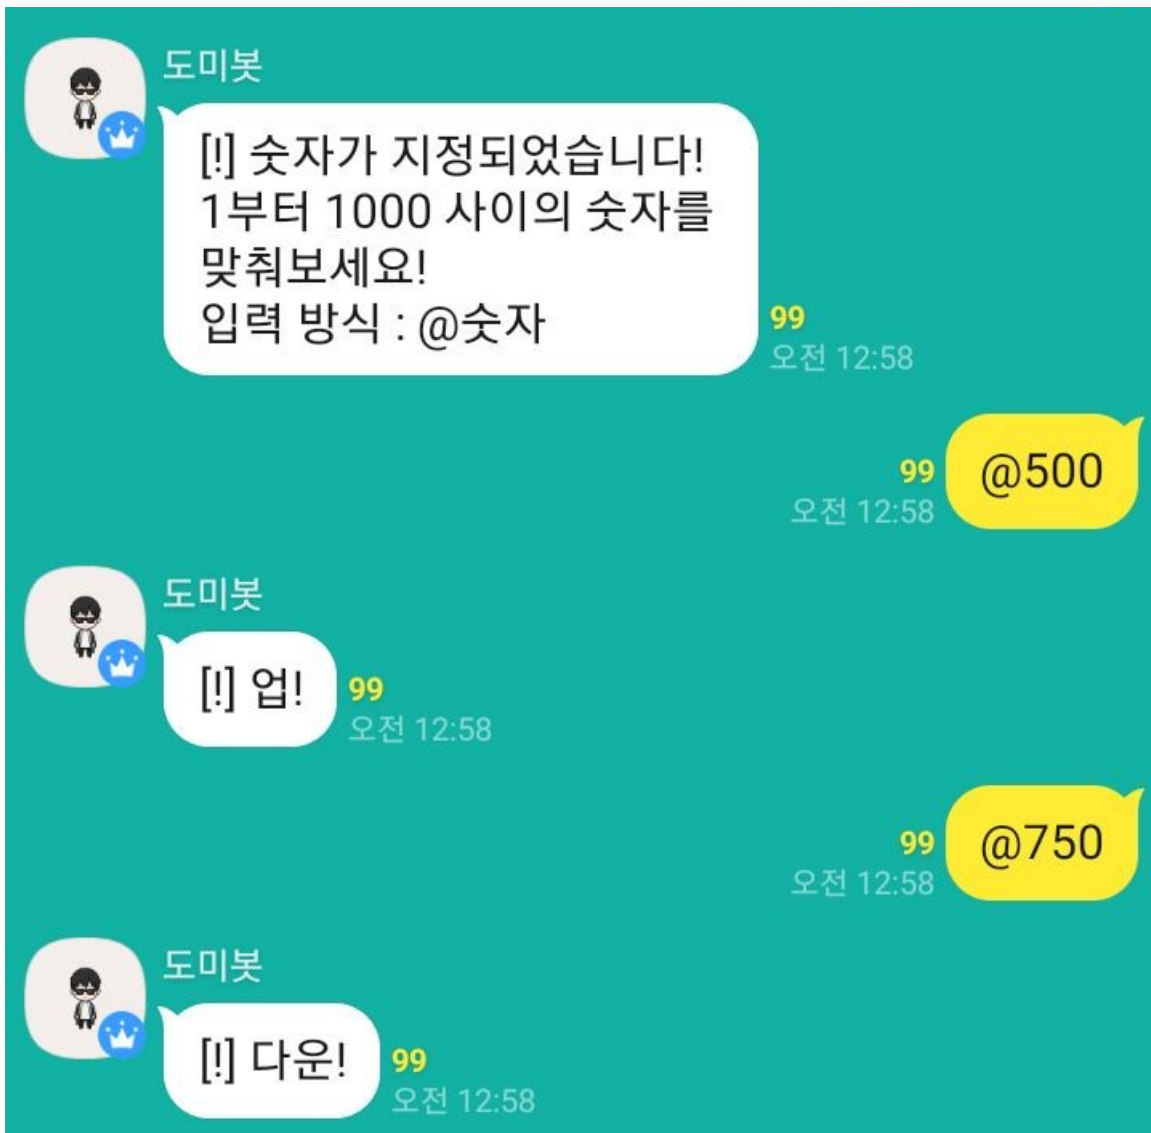 도미봇
[!] 숫자가 지정되었습니다!
1부터 1000 사이의 숫자를
맞춰보세요!
입력 방식 : @숫자
99
오전 12:58
99
오전 12:58
@500
도미봇
[!] 업!
99
오전 12:58
99
오전 12:58
@750
도미봇
[!] 다운!
99
오전 12:58